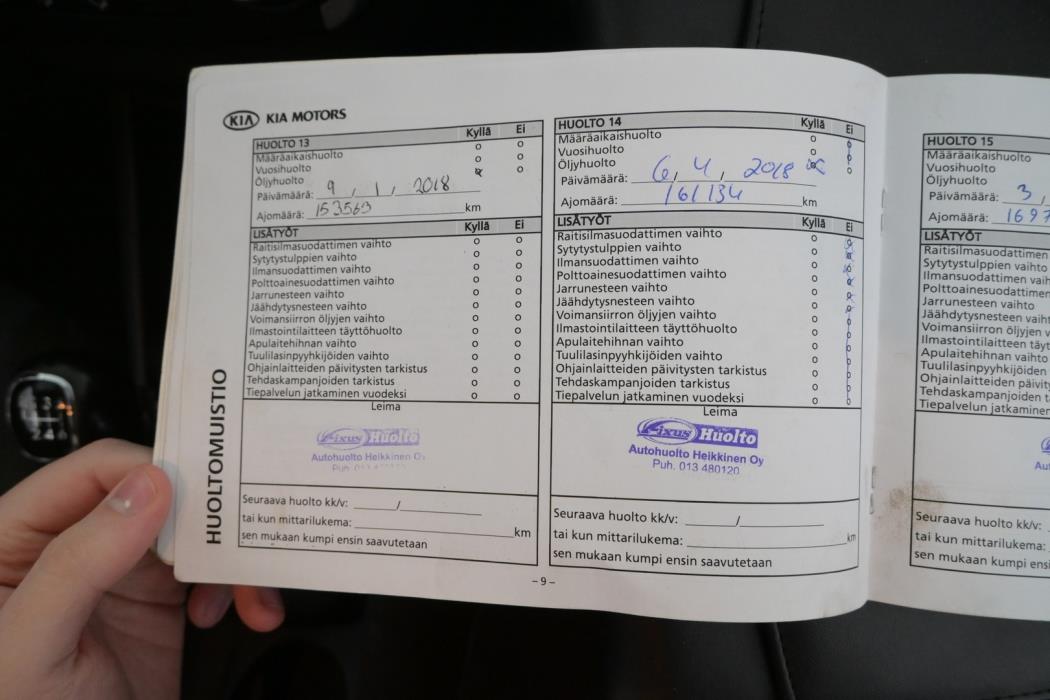 KIA KIA MOTORS
HUOLTO 13 Kyllä Ei
Määräaikaishuolto o o
Vuosihuolto o o
Öljyhuolto o
Päivämäärä: 9, 1, 2018
Ajomäärä: 153563 km
LISÄTYÖT Kyllä Ei
Raitisilmasuodattimen vaihto o o
Sytytystulppien vaihto o o
Ilmansuodattimen vaihto o o
Polttoainesuodattimen vaihto o o
Jarrunesteen vaihto o o
Jäähdytysnesteen vaihto o o
Voimansiirron öljyjen vaihto o o
Ilmastointilaitteen täyttöhuolto o o
Apulaitehihnan vaihto o o
Tuulilasinpyyhkijöiden vaihto o o
Ohjainlaitteiden päivitysten tarkistus o o
Tehdaskampanjoiden tarkistus o o
Tiepalvelun jatkaminen vuodeksi o o
Leima
Fixus Huolto
Autohuolto Heikkinen Oy
Puh.
Seuraava huolto kk/v: /
tai kun mittarilukema: km
sen mukaan kumpi ensin saavutetaan
HUOLTOMUISTIO
HUOLTO 14 Kyllä Ei
Määräaikaishuolto o o
Vuosihuolto o o
Öljyhuolto o
Päivämäärä: 6, 4, 2018
Ajomäärä: 161134 km
LISÄTYÖT Kyllä Ei
Raitisilmasuodattimen vaihto o o
Sytytystulppien vaihto o o
Ilmansuodattimen vaihto o o
Polttoainesuodattimen vaihto o o
Jarrunesteen vaihto o o
Jäähdytysnesteen vaihto o o
Voimansiirron öljyjen vaihto o o
Ilmastointilaitteen täyttöhuolto o o
Apulaitehihnan vaihto o o
Tuulilasinpyyhkijöiden vaihto o o
Ohjainlaitteiden päivitysten tarkistus o o
Tehdaskampanjoiden tarkistus o o
Tiepalvelun jatkaminen vuodeksi o o
Leima
Fixus Huolto
Autohuolto Heikkinen Oy
Puh. 013 480120
Seuraava huolto kk/v: /
tai kun mittarilukema: km
sen mukaan kumpi ensin saavutetaan
- 9 -
HUOLTO 15
Määräaikaishuolto
Vuosihuolto
Öljyhuolto
Päivämäärä: 3,
Ajomäärä: 1697
LISÄTYÖT
Raitisilmasuodattimen
Sytytystulppien vaihto
Ilmansuodattimen vaih
Polttoainesuodattimen
Jarrunesteen vaihto
Jäähdytysnesteen vaiht
Voimansiirron öljyjen v
Ilmastointilaitteen täyt
Apulaitehihnan vaihto
Tuulilasinpyyhkijöiden
Ohjainlaitteiden päivit
Tehdaskampanjoiden t
Tiepalvelun jatkaminen
Seuraava huolto kk/v:
tai kun mittarilukema:
sen mukaan kumpi ensi